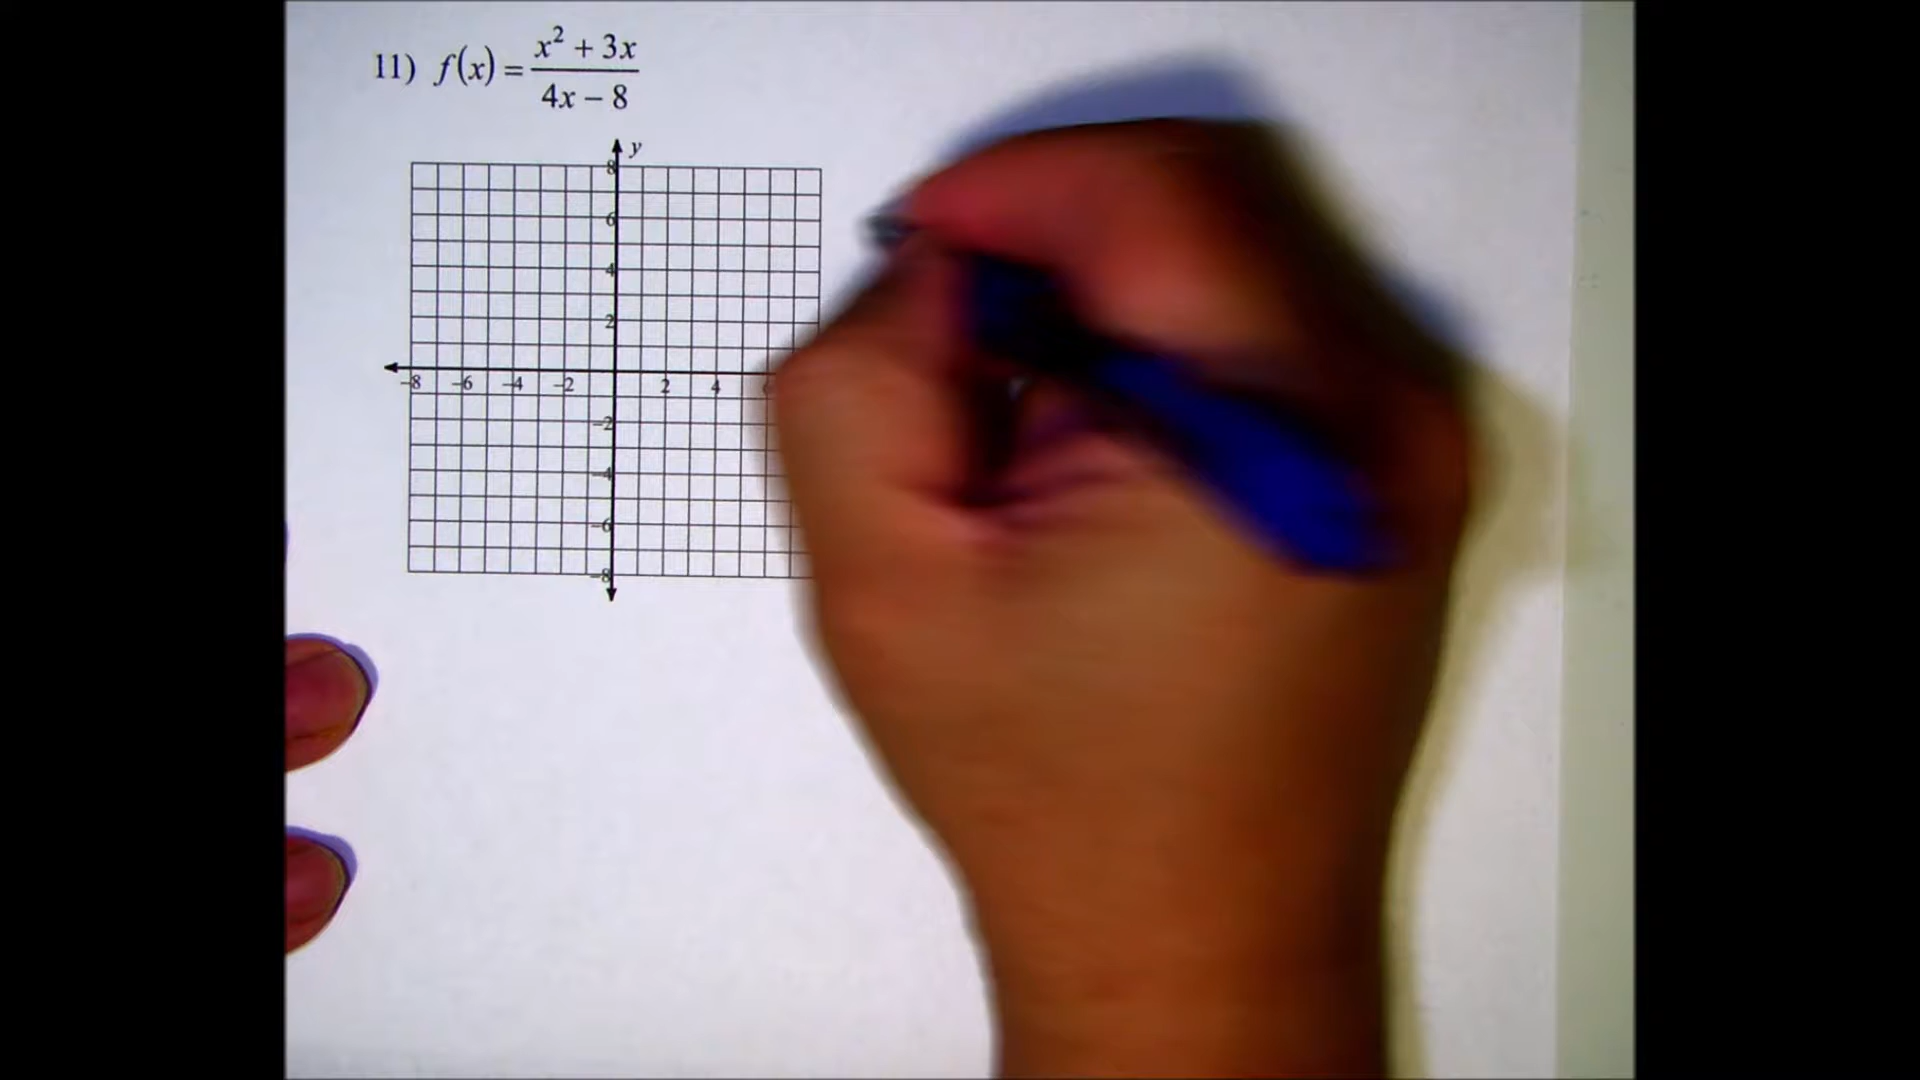 11) f(x) = (x² + 3x)/(4x – 8)
y
8
6
4
2
–8 –6 –4 –2 2 4
–2
–4
–6
–8